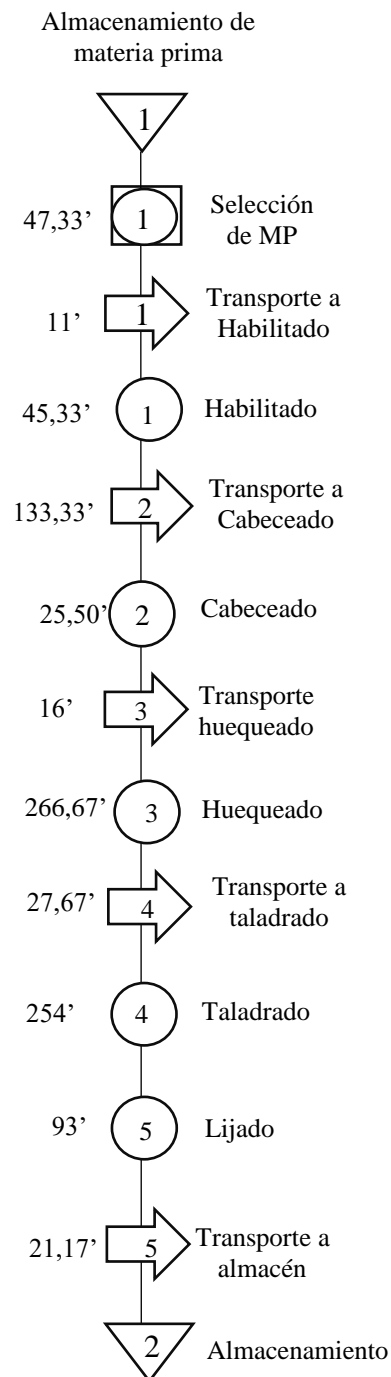 Almacenamiento de
materia prima
1
47,33’
1
Selección
de MP
11’
1
Transporte a
Habilitado
45,33’
1
Habilitado
133,33’
2
Transporte a
Cabeceado
25,50’
2
Cabeceado
16’
3
Transporte
huequeado
266,67’
3
Huequeado
27,67’
4
Transporte a
taladrado
254’
4
Taladrado
93’
5
Lijado
21,17’
5
Transporte a
almacén
2
Almacenamiento